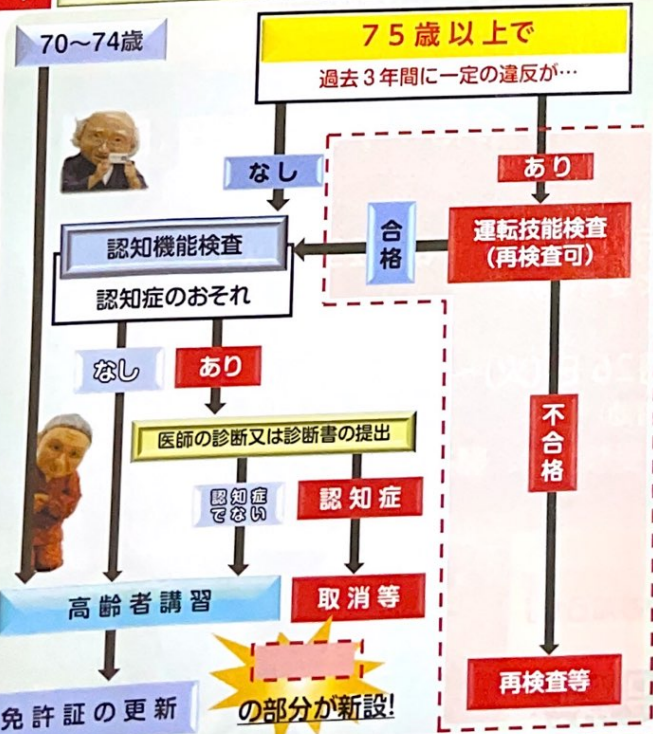 70〜74歳
75歳以上で
過去3年間に一定の違反が…
なし
あり
認知機能検査
認知症のおそれ
合格
運転技能検査
(再検査可)
なし
あり
不合格
医師の診断又は診断書の提出
認知症
でない
認知症
高齢者講習
取消等
再検査等
免許証の更新
の部分が新設!